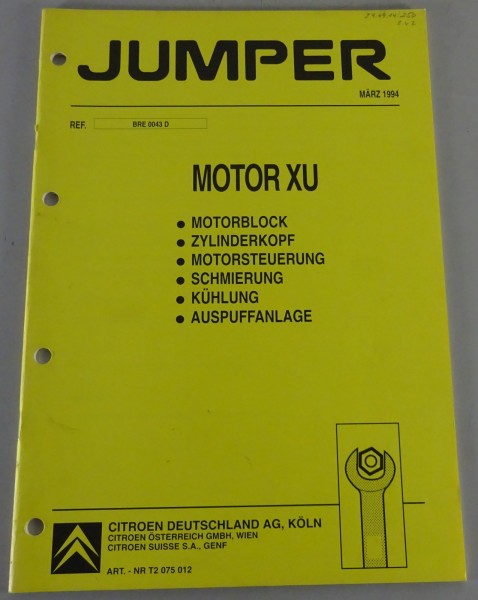 JUMPER
MÄRZ 1994
REF. BRE 0043 D
MOTOR XU
• MOTORBLOCK
• ZYLINDERKOPF
• MOTORSTEUERUNG
• SCHMIERUNG
• KÜHLUNG
• AUSPUFFANLAGE
CITROEN DEUTSCHLAND AG, KÖLN
CITROEN ÖSTERREICH GMBH, WIEN
CITROEN SUISSE S.A., GENF
ART. - NR T2 075 012